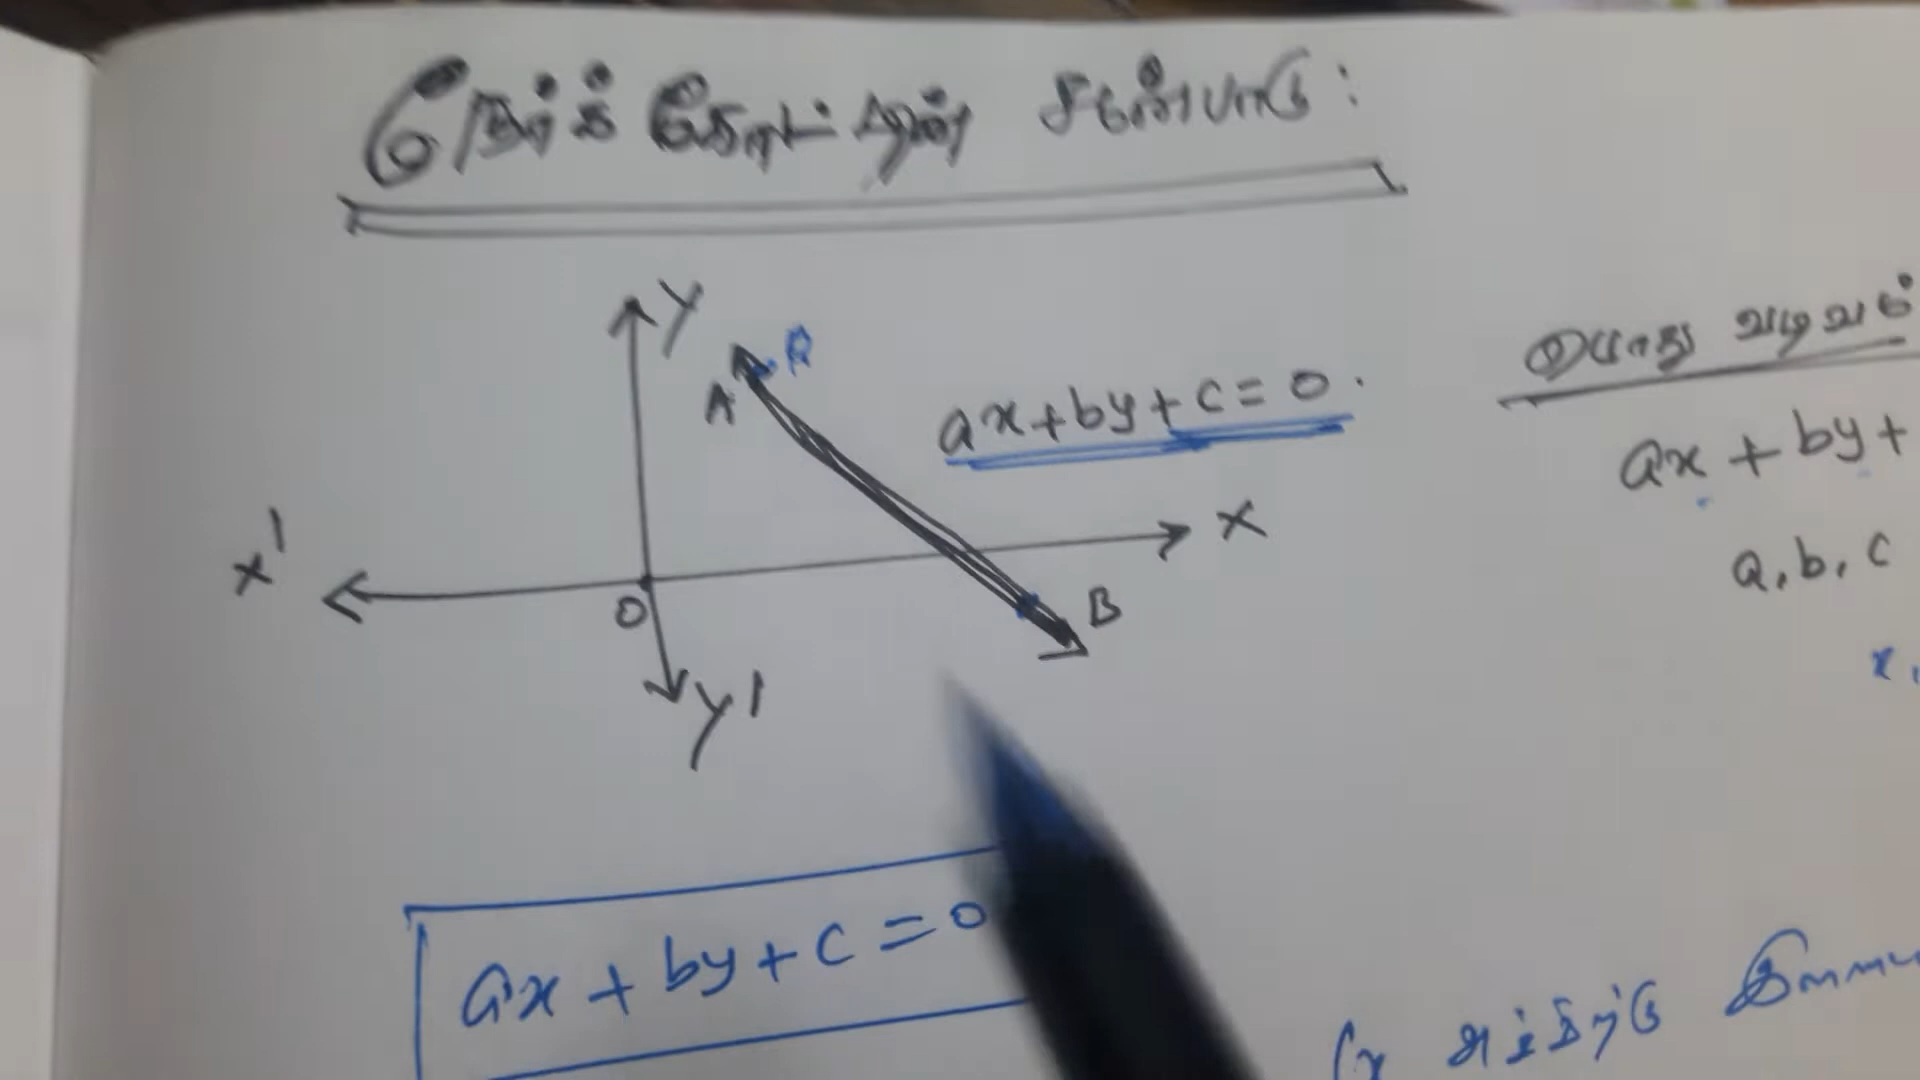 நேர்க் கோட்டின் சமன்பாடு :
Y
A
ax+by+c=0.
X
X'
O
B
Y'
ax + by + c = 0
பொது வடிவம்
ax + by +
a, b, c
x,